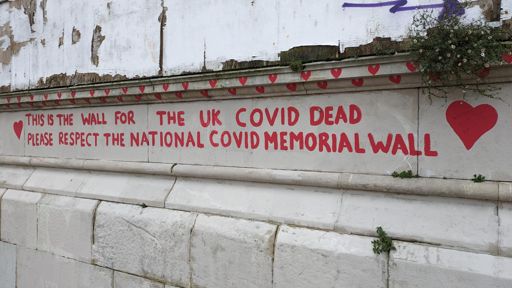 THIS IS THE WALL FOR THE UK COVID DEAD
PLEASE RESPECT THE NATIONAL COVID MEMORIAL WALL